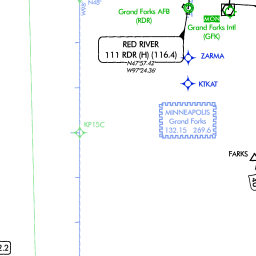 N48°
Grand Forks AFB
(RDR)
MON
Grand Forks Intl
(GFK)
RED RIVER
111 RDR (H) (116.4)
N47°57.42'
W97°24.36'
ZARMA
KTKAT
MINNEAPOLIS
Grand Forks
132.15 269.6
KP15C
FARKS
2.2